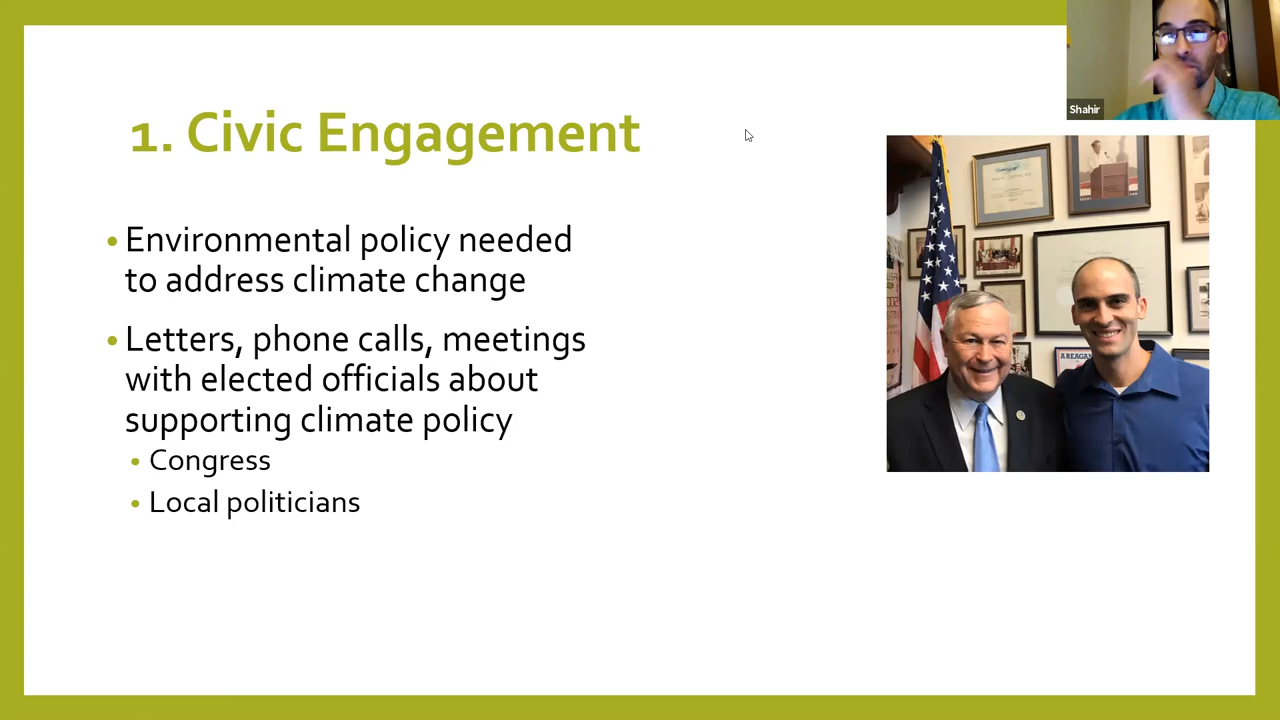 Shahir
1. Civic Engagement
• Environmental policy needed
to address climate change
• Letters, phone calls, meetings
with elected officials about
supporting climate policy
• Congress
• Local politicians
A REAGAN